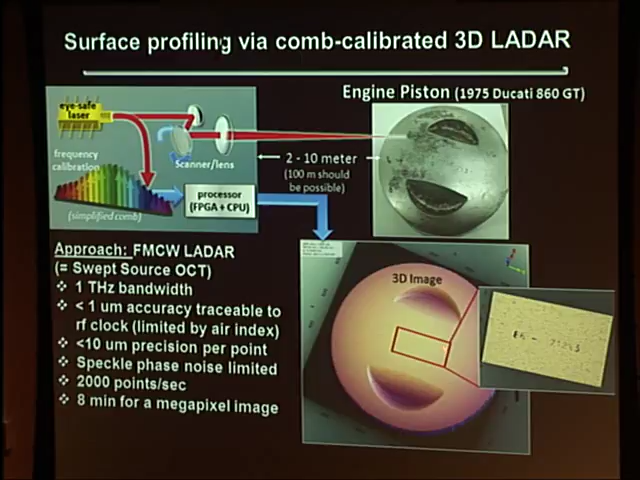 Surface profiling via comb-calibrated 3D LADAR
Engine Piston (1975 Ducati 860 GT)
eye-safe
laser
frequency
calibration
Scanner/lens
(simplified comb)
processor
(FPGA + CPU)
2 - 10 meter
(100 m should
be possible)
Approach: FMCW LADAR
(= Swept Source OCT)
❖ 1 THz bandwidth
❖ < 1 um accuracy traceable to
rf clock (limited by air index)
❖ <10 um precision per point
❖ Speckle phase noise limited
❖ 2000 points/sec
❖ 8 min for a megapixel image
3D Image